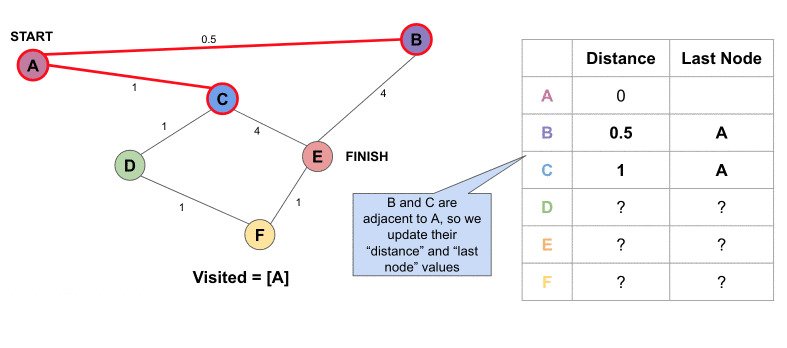 START
A
0.5
B
1
C
1
4
4
D
E
FINISH
1
1
F
Visited = [A]
B and C are
adjacent to A, so we
update their
“distance” and “last
node” values
Distance Last Node
A 0
B 0.5 A
C 1 A
D ? ?
E ? ?
F ? ?